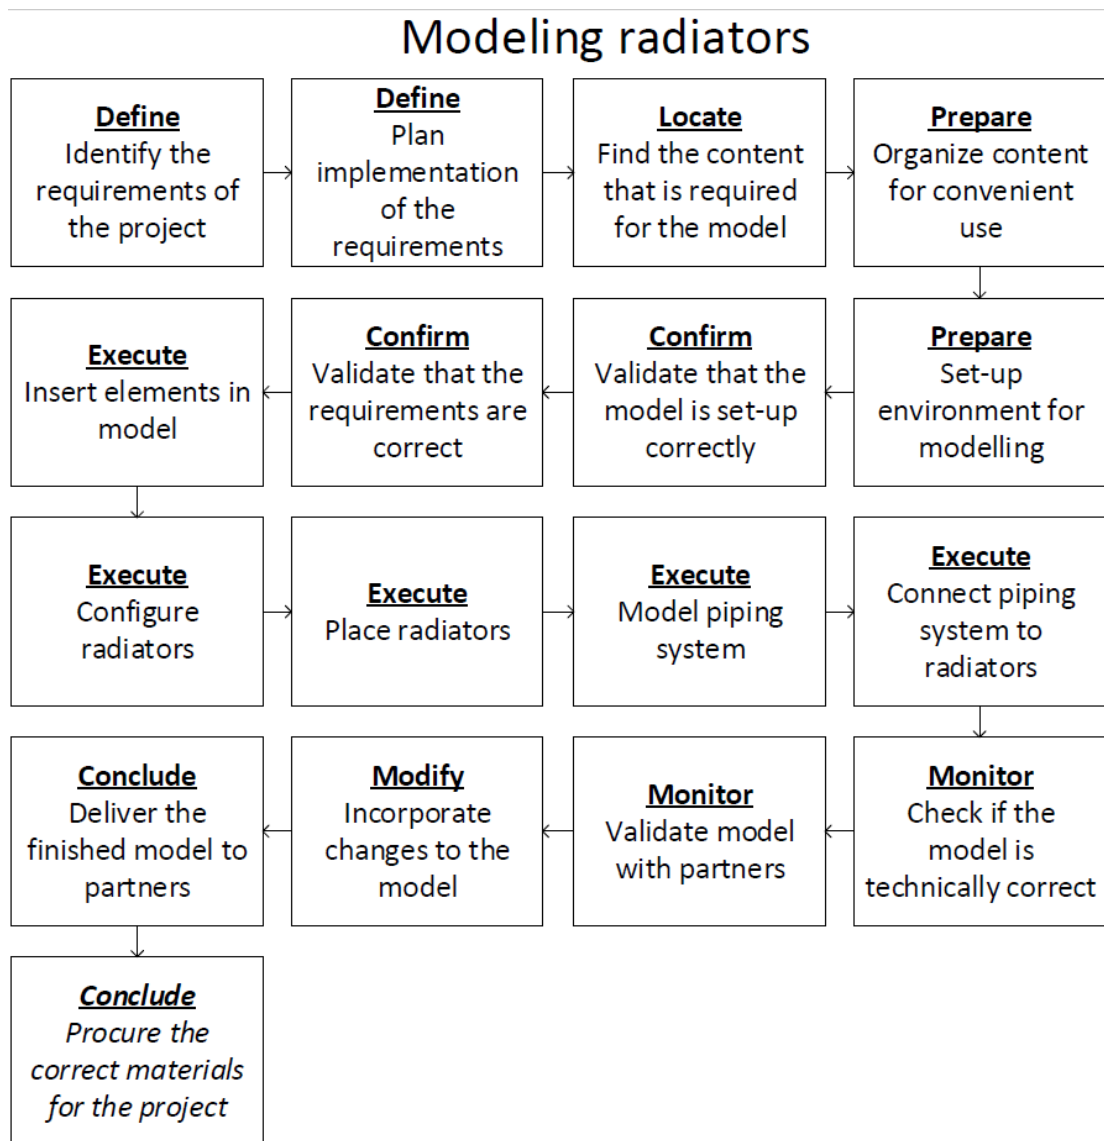 Modeling radiators
Define
Identify the
requirements of
the project
Define
Plan
implementation
of the
requirements
Locate
Find the content
that is required
for the model
Prepare
Organize content
for convenient
use
Execute
Insert elements in
model
Confirm
Validate that the
requirements are
correct
Confirm
Validate that the
model is set-up
correctly
Prepare
Set-up
environment for
modelling
Execute
Configure
radiators
Execute
Place radiators
Execute
Model piping
system
Execute
Connect piping
system to
radiators
Conclude
Deliver the
finished model to
partners
Modify
Incorporate
changes to the
model
Monitor
Validate model
with partners
Monitor
Check if the
model is
technically correct
Conclude
Procure the
correct materials
for the project